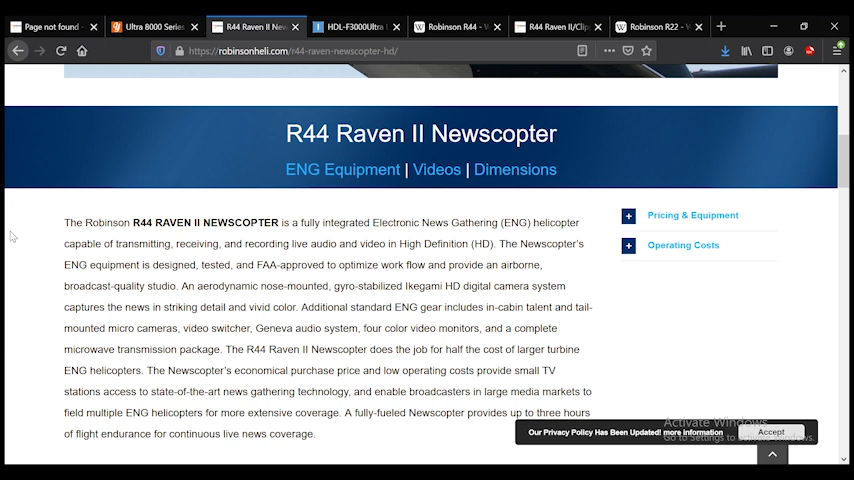 Page not found -
Ultra 8000 Series
R44 Raven II New
HDL-F3000Ultra
Robinson R44 - W
R44 Raven II/Clip
Robinson R22 - W
https://robinsonheli.com/r44-raven-newscopter-hd/
R44 Raven II Newscopter
ENG Equipment | Videos | Dimensions
The Robinson R44 RAVEN II NEWSCOPTER is a fully integrated Electronic News Gathering (ENG) helicopter
capable of transmitting, receiving, and recording live audio and video in High Definition (HD). The Newscopter's
ENG equipment is designed, tested, and FAA-approved to optimize work flow and provide an airborne,
broadcast-quality studio. An aerodynamic nose-mounted, gyro-stabilized Ikegami HD digital camera system
captures the news in striking detail and vivid color. Additional standard ENG gear includes in-cabin talent and tail-
mounted micro cameras, video switcher, Geneva audio system, four color video monitors, and a complete
microwave transmission package. The R44 Raven II Newscopter does the job for half the cost of larger turbine
ENG helicopters. The Newscopter's economical purchase price and low operating costs provide small TV
stations access to state-of-the-art news gathering technology, and enable broadcasters in large media markets to
field multiple ENG helicopters for more extensive coverage. A fully-fueled Newscopter provides up to three hours
of flight endurance for continuous live news coverage.
+ Pricing & Equipment
+ Operating Costs
Activate Windows
Go to Settings to activate Windows.
Our Privacy Policy Has Been Updated! more information
Accept